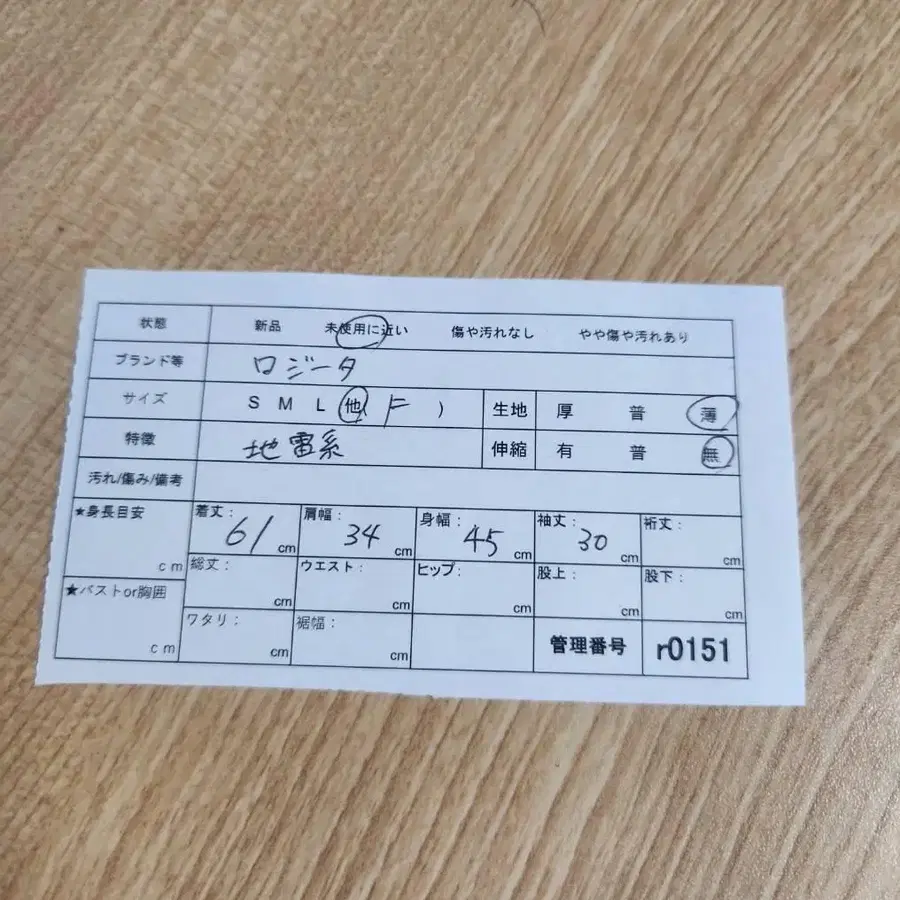 状態 新品 未使用に近い 傷や汚れなし やや傷や汚れあり
ブランド等 ロジータ
サイズ S M L 他( F ) 生地 厚 普 薄
特徴 地雷系 伸縮 有 普 無
汚れ/傷み/備考
★身長目安 cm 着丈: 61 cm 肩幅: 34 cm 身幅: 45 cm 袖丈: 30 cm 裄丈: cm
総丈: cm ウエスト: cm ヒップ: cm 股上: cm 股下: cm
★バストor胸囲 cm ワタリ: cm 裾幅: cm 管理番号 r0151